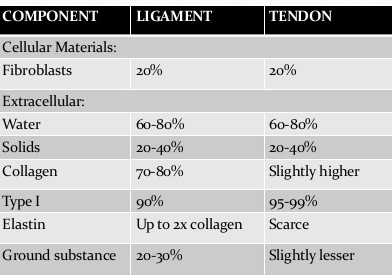 COMPONENT LIGAMENT TENDON
Cellular Materials:
Fibroblasts 20% 20%
Extracellular:
Water 60-80% 60-80%
Solids 20-40% 20-40%
Collagen 70-80% Slightly higher
Type I 90% 95-99%
Elastin Up to 2x collagen Scarce
Ground substance 20-30% Slightly lesser